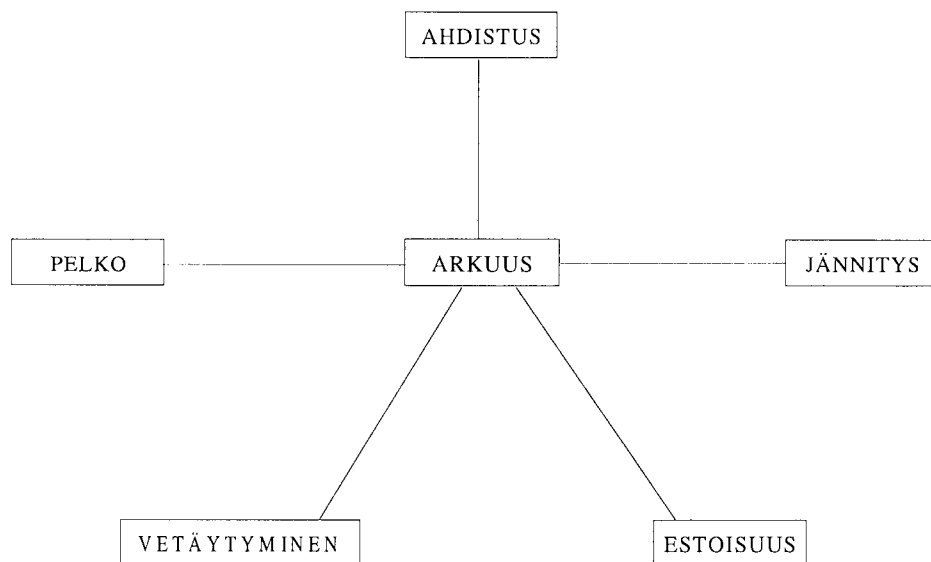 AHDISTUS
PELKO
ARKUUS
JÄNNITYS
VETÄYTYMINEN
ESTOISUUS